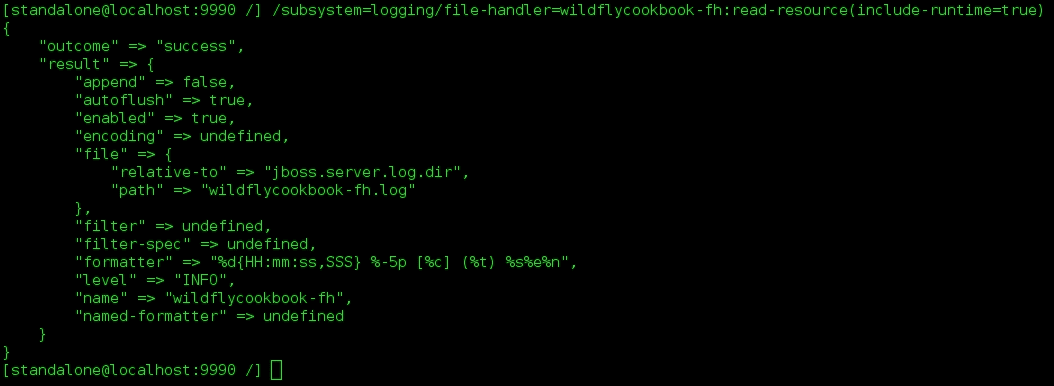 [standalone@localhost:9990 /] /subsystem=logging/file-handler=wildflycookbook-fh:read-resource(include-runtime=true)
{
    "outcome" => "success",
    "result" => {
        "append" => false,
        "autoflush" => true,
        "enabled" => true,
        "encoding" => undefined,
        "file" => {
            "relative-to" => "jboss.server.log.dir",
            "path" => "wildflycookbook-fh.log"
        },
        "filter" => undefined,
        "filter-spec" => undefined,
        "formatter" => "%d{HH:mm:ss,SSS} %-5p [%c] (%t) %s%e%n",
        "level" => "INFO",
        "name" => "wildflycookbook-fh",
        "named-formatter" => undefined
    }
}
[standalone@localhost:9990 /]